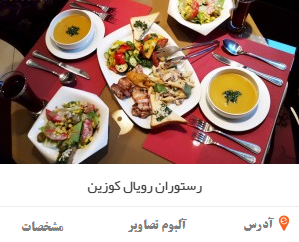 رستوران رویال کوزین
آدرس آلبوم تصاویر مشخصات